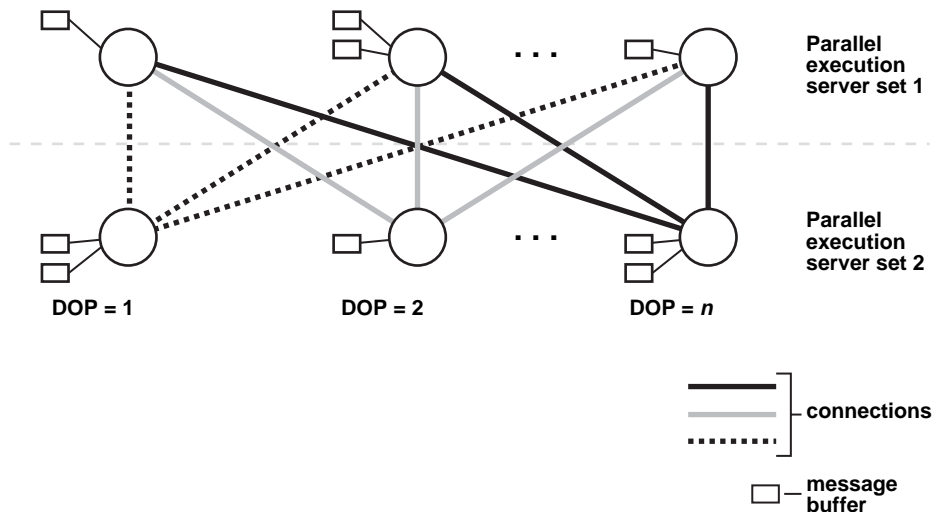 . . .
Parallel
execution
server set 1
. . .
Parallel
execution
server set 2
DOP = 1
DOP = 2
DOP = n
connections
message
buffer